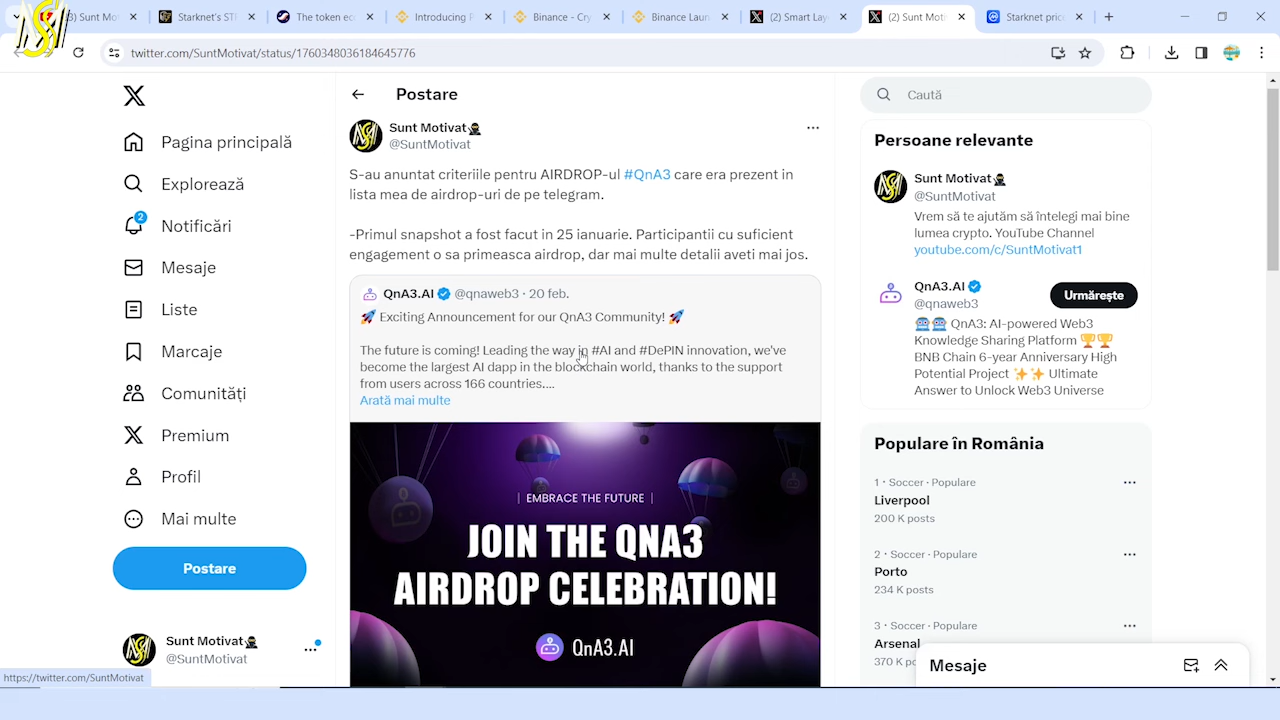 3) Sunt Mo
Starknet's ST
The token ec
Introducing
Binance - Cry
Binance Laun
(2) Smart Lay
(2) Sunt Mot
Starknet pric
twitter.com/SuntMotivat/status/1760348036184645776
Pagina principală
Explorează
2
Notificări
Mesaje
Liste
Marcaje
Comunități
Premium
Profil
Mai multe
Postare
Sunt Motivat
@SuntMotivat
https://twitter.com/SuntMotivat
Postare
Sunt Motivat
@SuntMotivat
S-au anuntat criteriile pentru AIRDROP-ul #QnA3 care era prezent in
lista mea de airdrop-uri de pe telegram.
-Primul snapshot a fost facut in 25 ianuarie. Participantii cu suficient
engagement o sa primeasca airdrop, dar mai multe detalii aveti mai jos.
QnA3.AI @qnaweb3 · 20 feb.
🚀 Exciting Announcement for our QnA3 Community! 🚀
The future is coming! Leading the way in #AI and #DePIN innovation, we've
become the largest AI dapp in the blockchain world, thanks to the support
from users across 166 countries....
Arată mai multe
| EMBRACE THE FUTURE |
JOIN THE QNA3
AIRDROP CELEBRATION!
QnA3.AI
Caută
Persoane relevante
Sunt Motivat
@SuntMotivat
Vrem să te ajutăm să întelegi mai bine
lumea crypto. YouTube Channel
youtube.com/c/SuntMotivat1
QnA3.AI
@qnaweb3
Urmărește
QnA3: AI-powered Web3
Knowledge Sharing Platform 🏆🏆
BNB Chain 6-year Anniversary High
Potential Project ✨✨ Ultimate
Answer to Unlock Web3 Universe
Populare în România
1 · Soccer · Populare
Liverpool
200 K posts
2 · Soccer · Populare
Porto
234 K posts
3 · Soccer · Populare
Arsenal
370 K po
Mesaje